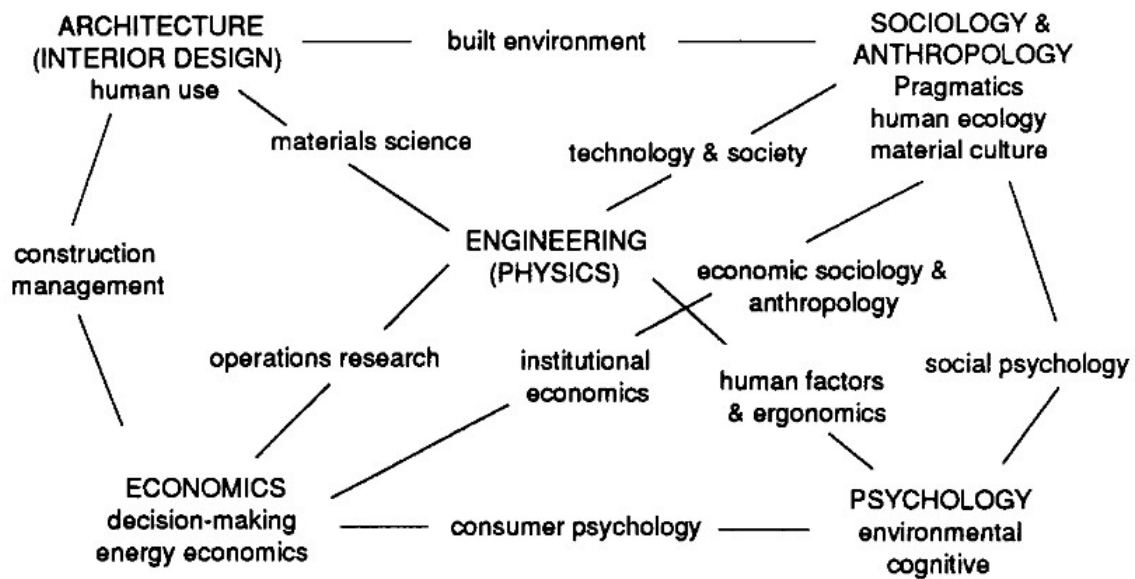 ARCHITECTURE
(INTERIOR DESIGN)
human use
built environment
SOCIOLOGY &
ANTHROPOLOGY
Pragmatics
human ecology
material culture
materials science
technology & society
ENGINEERING
(PHYSICS)
construction
management
economic sociology &
anthropology
operations research
institutional
economics
human factors
& ergonomics
social psychology
ECONOMICS
decision-making
energy economics
consumer psychology
PSYCHOLOGY
environmental
cognitive